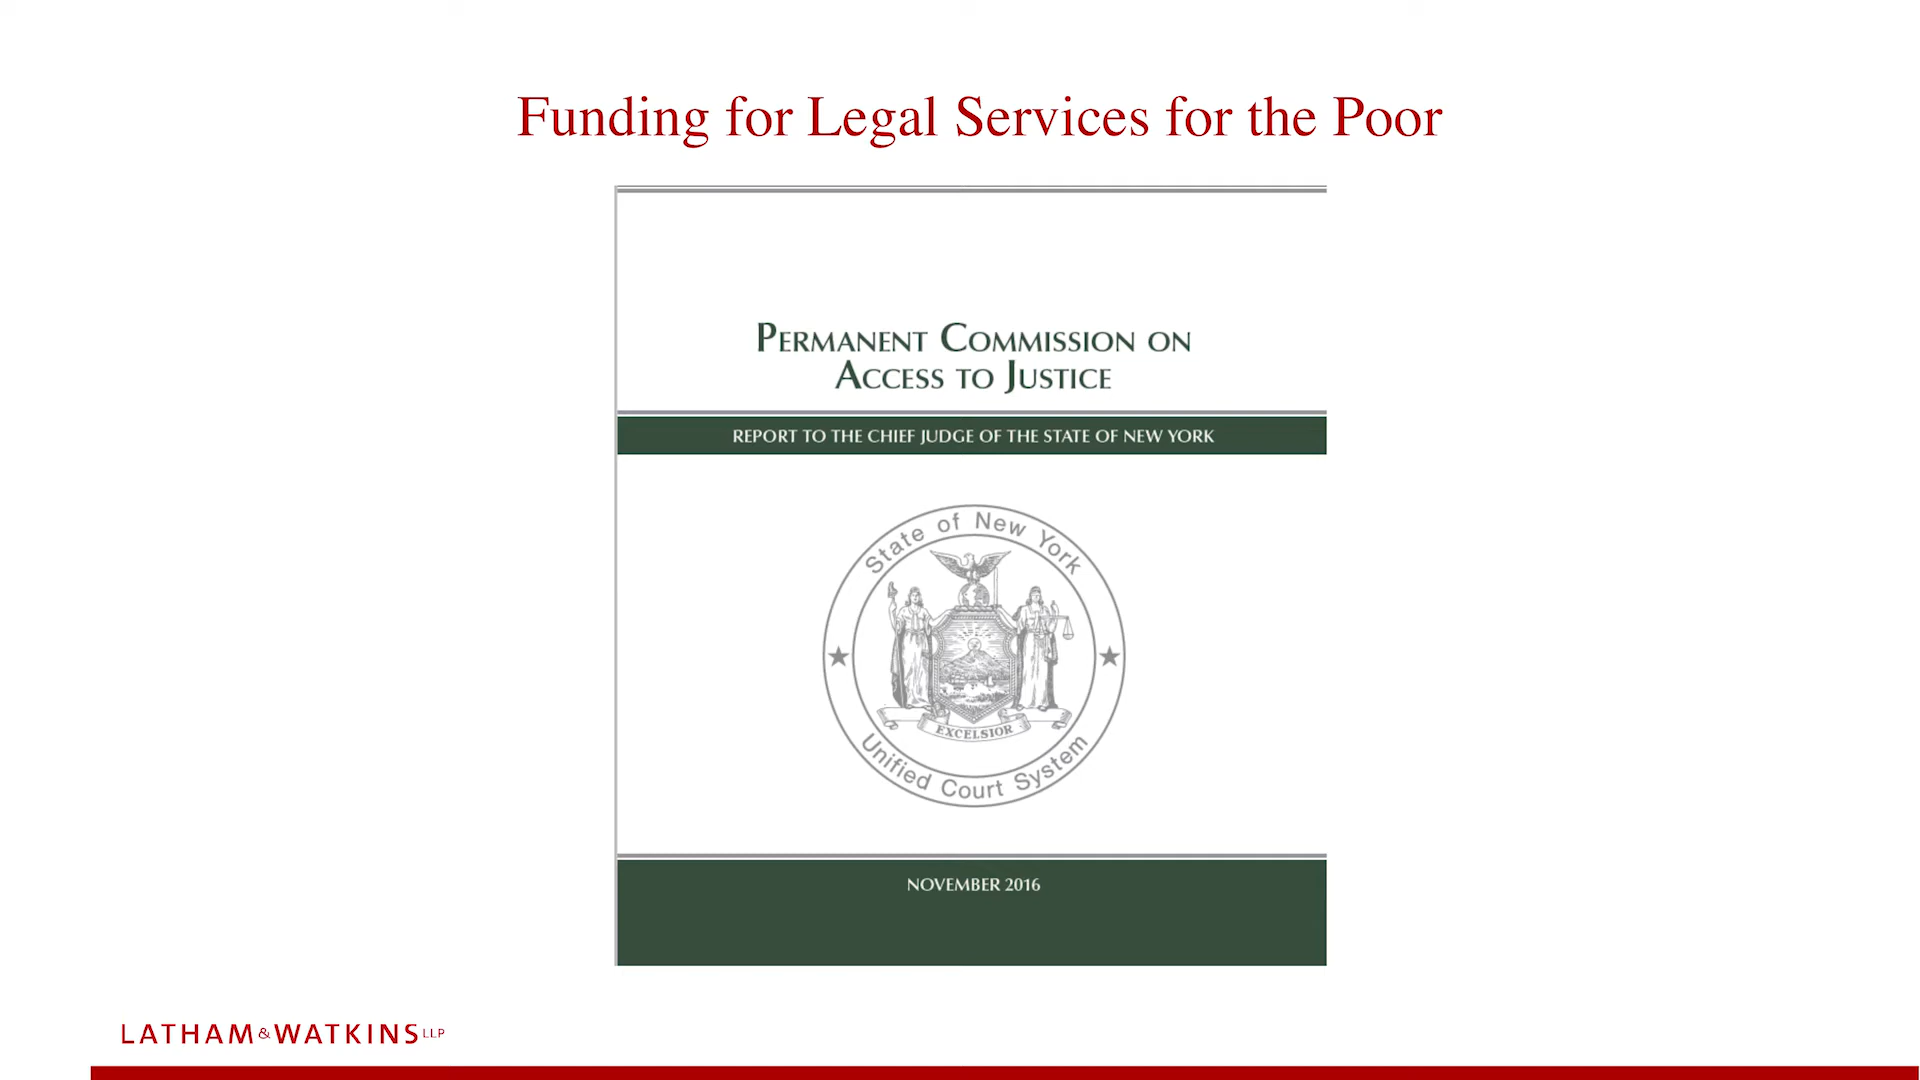 Funding for Legal Services for the Poor
PERMANENT COMMISSION ON
ACCESS TO JUSTICE
REPORT TO THE CHIEF JUDGE OF THE STATE OF NEW YORK
State of New York
EXCELSIOR
Unified Court System
NOVEMBER 2016
LATHAM&WATKINS LLP